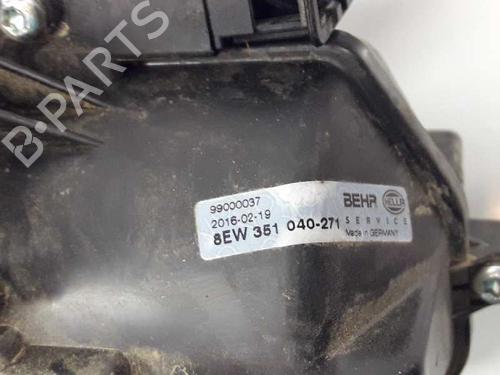 B-PARTS
99000037
2016-02-19
8EW 351 040-271
BEHR HELLA
SERVICE
Made in GERMANY